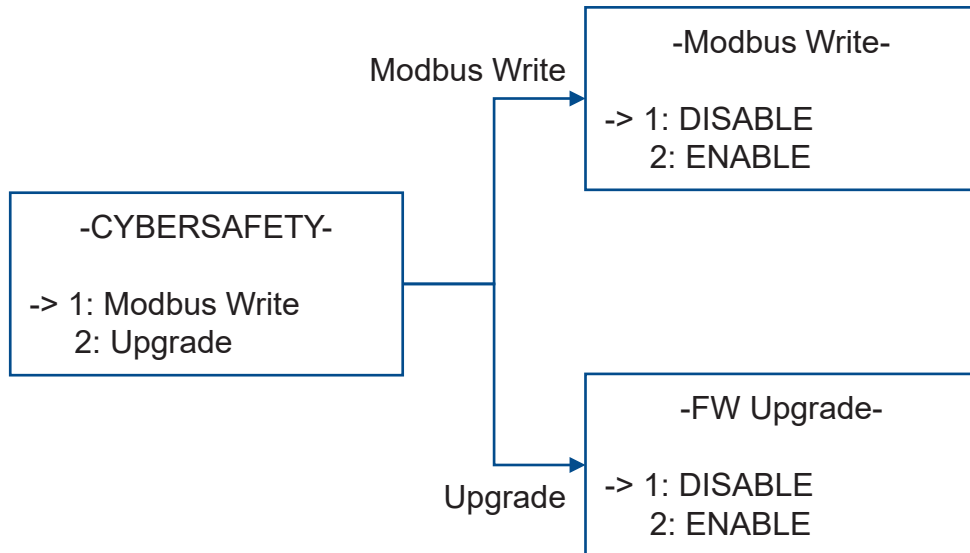 -Modbus Write-
Modbus Write
-> 1: DISABLE
2: ENABLE
-CYBERSAFETY-
-> 1: Modbus Write
2: Upgrade
-FW Upgrade-
Upgrade
-> 1: DISABLE
2: ENABLE